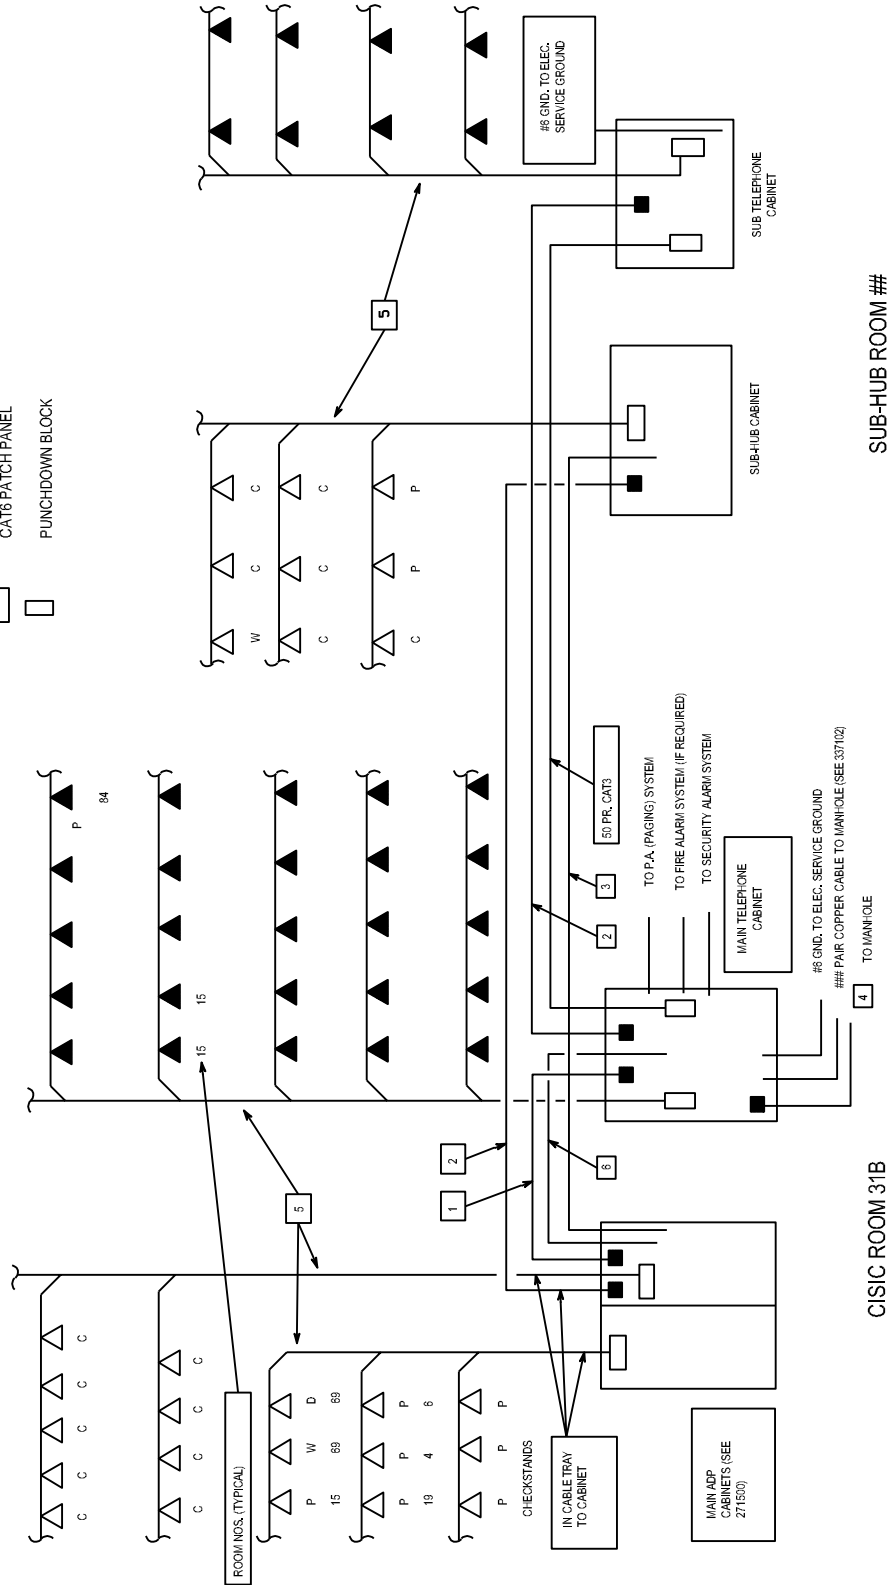 CAT6 PATCH PANEL
PUNCHDOWN BLOCK
C C C C C
P
84
C C C C
15 15
ROOM NOS. (TYPICAL)
W C C
P W D
15 69 69
5
C C C
5
P P P
19 4 6
C P P
P P P
CHECKSTANDS
1
2
6
2
3
50 PR. CAT3
#6 GND. TO ELEC.
SERVICE GROUND
IN CABLE TRAY
TO CABINET
TO P.A. (PAGING) SYSTEM
TO FIRE ALARM SYSTEM (IF REQUIRED)
TO SECURITY ALARM SYSTEM
MAIN ADP
CABINETS (SEE
271500)
MAIN TELEPHONE
CABINET
SUB-HUB CABINET
SUB TELEPHONE
CABINET
#6 GND. TO ELEC. SERVICE GROUND
### PAIR COPPER CABLE TO MANHOLE (SEE 337102)
4
TO MANHOLE
CISIC ROOM 31B
SUB-HUB ROOM ##